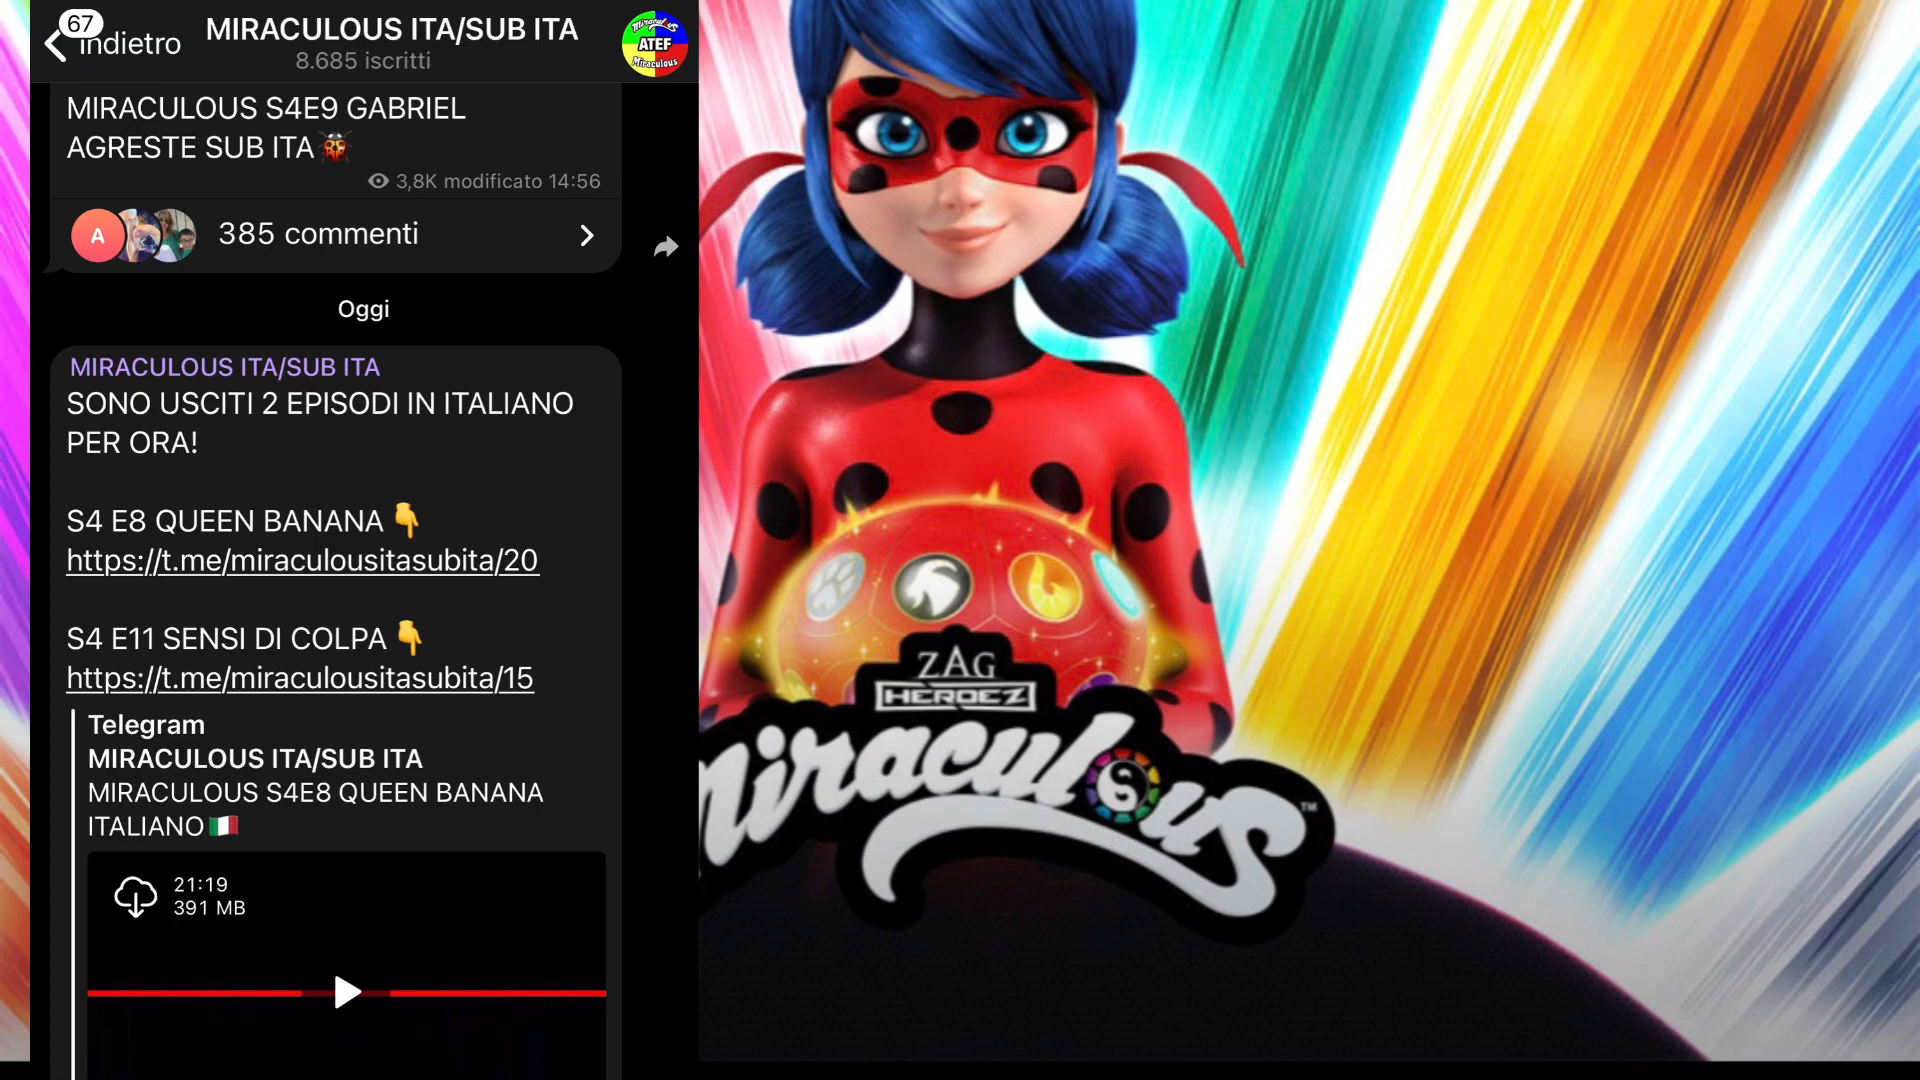 67
Indietro
MIRACULOUS ITA/SUB ITA
8.685 iscritti
Miraculous
ATEF
Miraculous
MIRACULOUS S4E9 GABRIEL
AGRESTE SUB ITA🐞
3,8K modificato 14:56
A
385 commenti
Oggi
MIRACULOUS ITA/SUB ITA
SONO USCITI 2 EPISODI IN ITALIANO
PER ORA!
S4 E8 QUEEN BANANA👇
https://t.me/miraculousitasubita/20
S4 E11 SENSI DI COLPA👇
https://t.me/miraculousitasubita/15
Telegram
MIRACULOUS ITA/SUB ITA
MIRACULOUS S4E8 QUEEN BANANA
ITALIANO🇮🇹
21:19
391 MB
ZAG
HEROEZ
Miraculous™